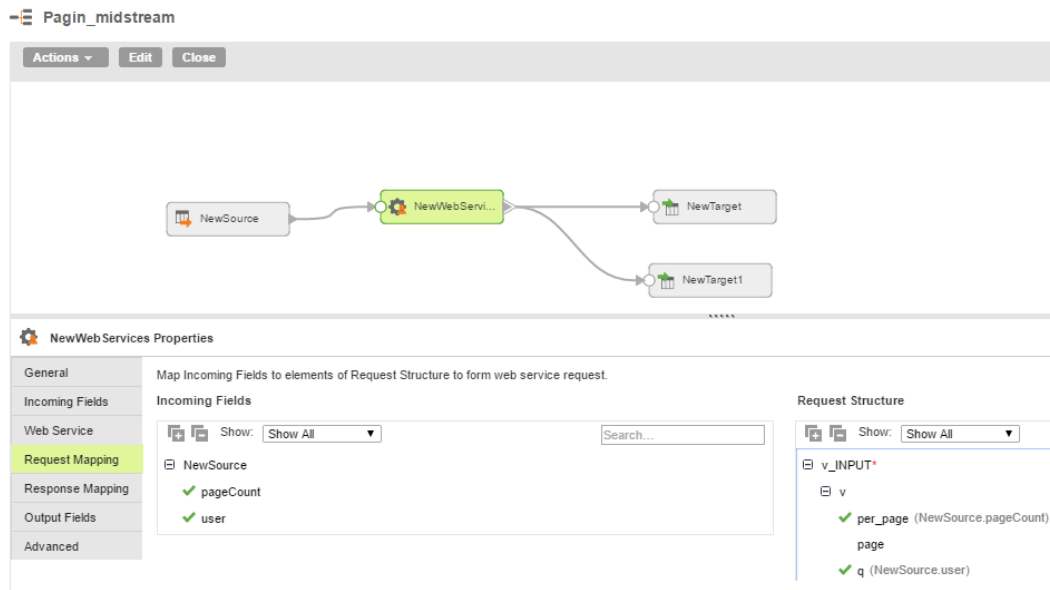 Pagin_midstream
Actions Edit Close
NewSource
NewWebServi...
NewTarget
NewTarget1
NewWebServices Properties
General
Incoming Fields
Web Service
Request Mapping
Response Mapping
Output Fields
Advanced
Map Incoming Fields to elements of Request Structure to form web service request.
Incoming Fields
Show: Show All Search...
NewSource
pageCount
user
Request Structure
Show: Show All
v_INPUT*
v
per_page (NewSource.pageCount)
page
q (NewSource.user)